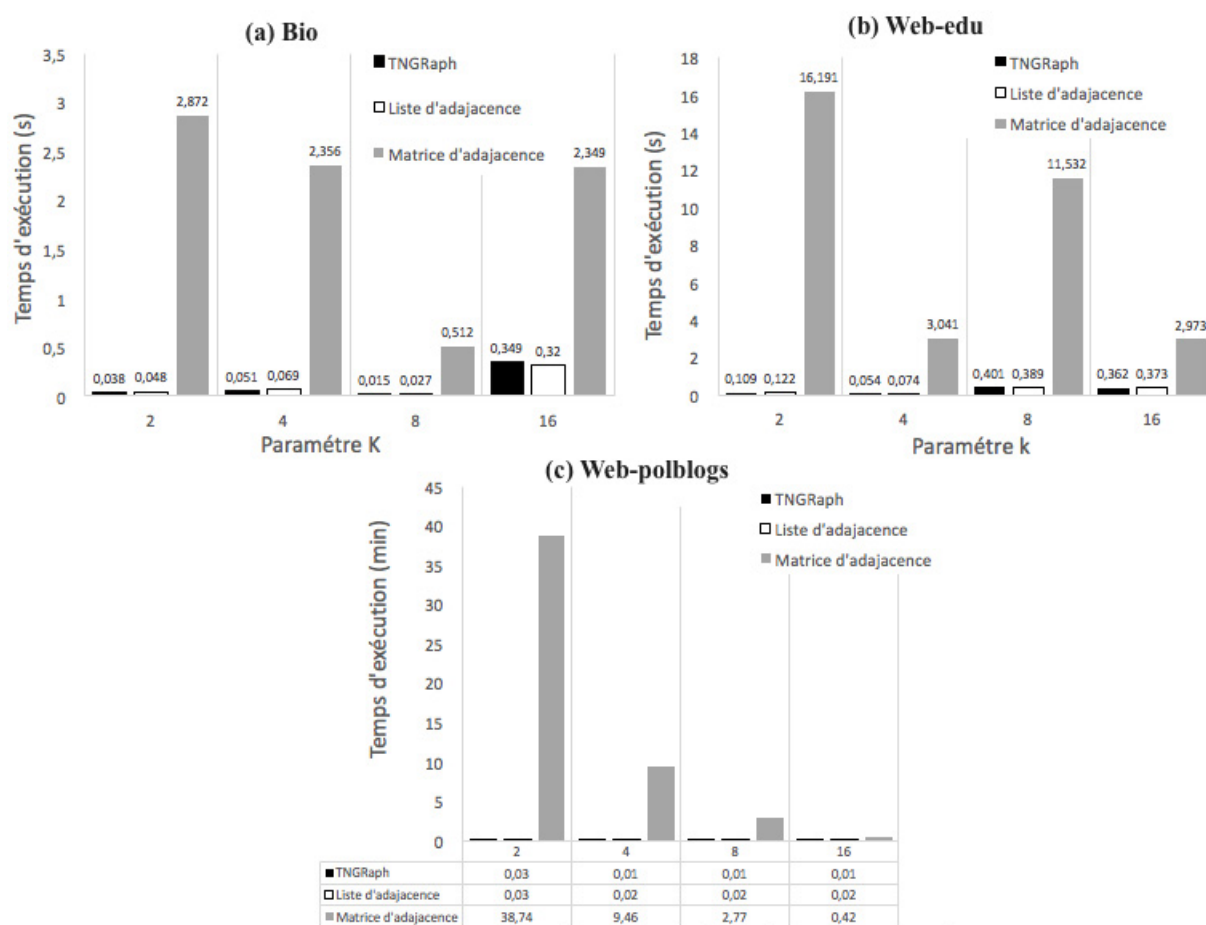 (a) Bio
Temps d'exécution (s)
3,5
3
2,5
2
1,5
1
0,5
0
TNGRaph
Liste d'adajacence
Matrice d'adajacence
0,038
0,048
2,872
0,051
0,069
2,356
0,015
0,027
0,512
0,349
0,32
2,349
2 4 8 16
Paramétre K
(b) Web-edu
Temps d'exécution (s)
18
16
14
12
10
8
6
4
2
0
TNGRaph
Liste d'adajacence
Matrice d'adajacence
0,109
0,122
16,191
0,054
0,074
3,041
0,401
0,389
11,532
0,362
0,373
2,973
2 4 8 16
Paramétre k
(c) Web-polblogs
Temps d'exécution (min)
45
40
35
30
25
20
15
10
5
0
TNGRaph
Liste d'adajacence
Matrice d'adajacence
2 4 8 16
TNGRaph 0,03 0,01 0,01 0,01
Liste d'adajacence 0,03 0,02 0,02 0,02
Matrice d'adajacence 38,74 9,46 2,77 0,42